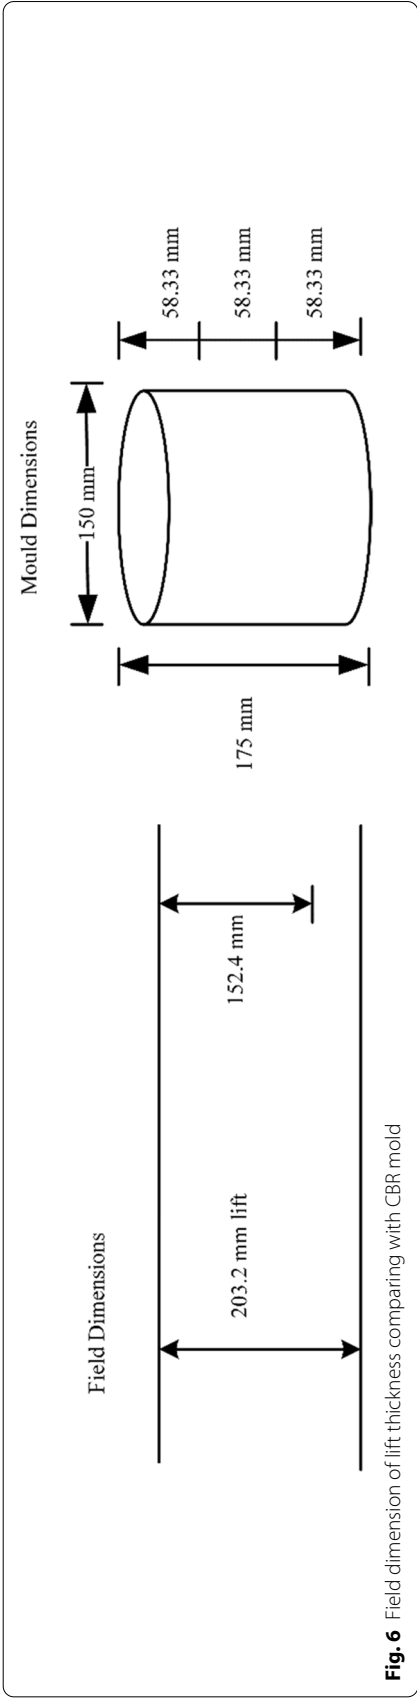 Field Dimensions
203.2 mm lift
152.4 mm
Mould Dimensions
150 mm
175 mm
58.33 mm
58.33 mm
58.33 mm
Fig. 6 Field dimension of lift thickness comparing with CBR mold